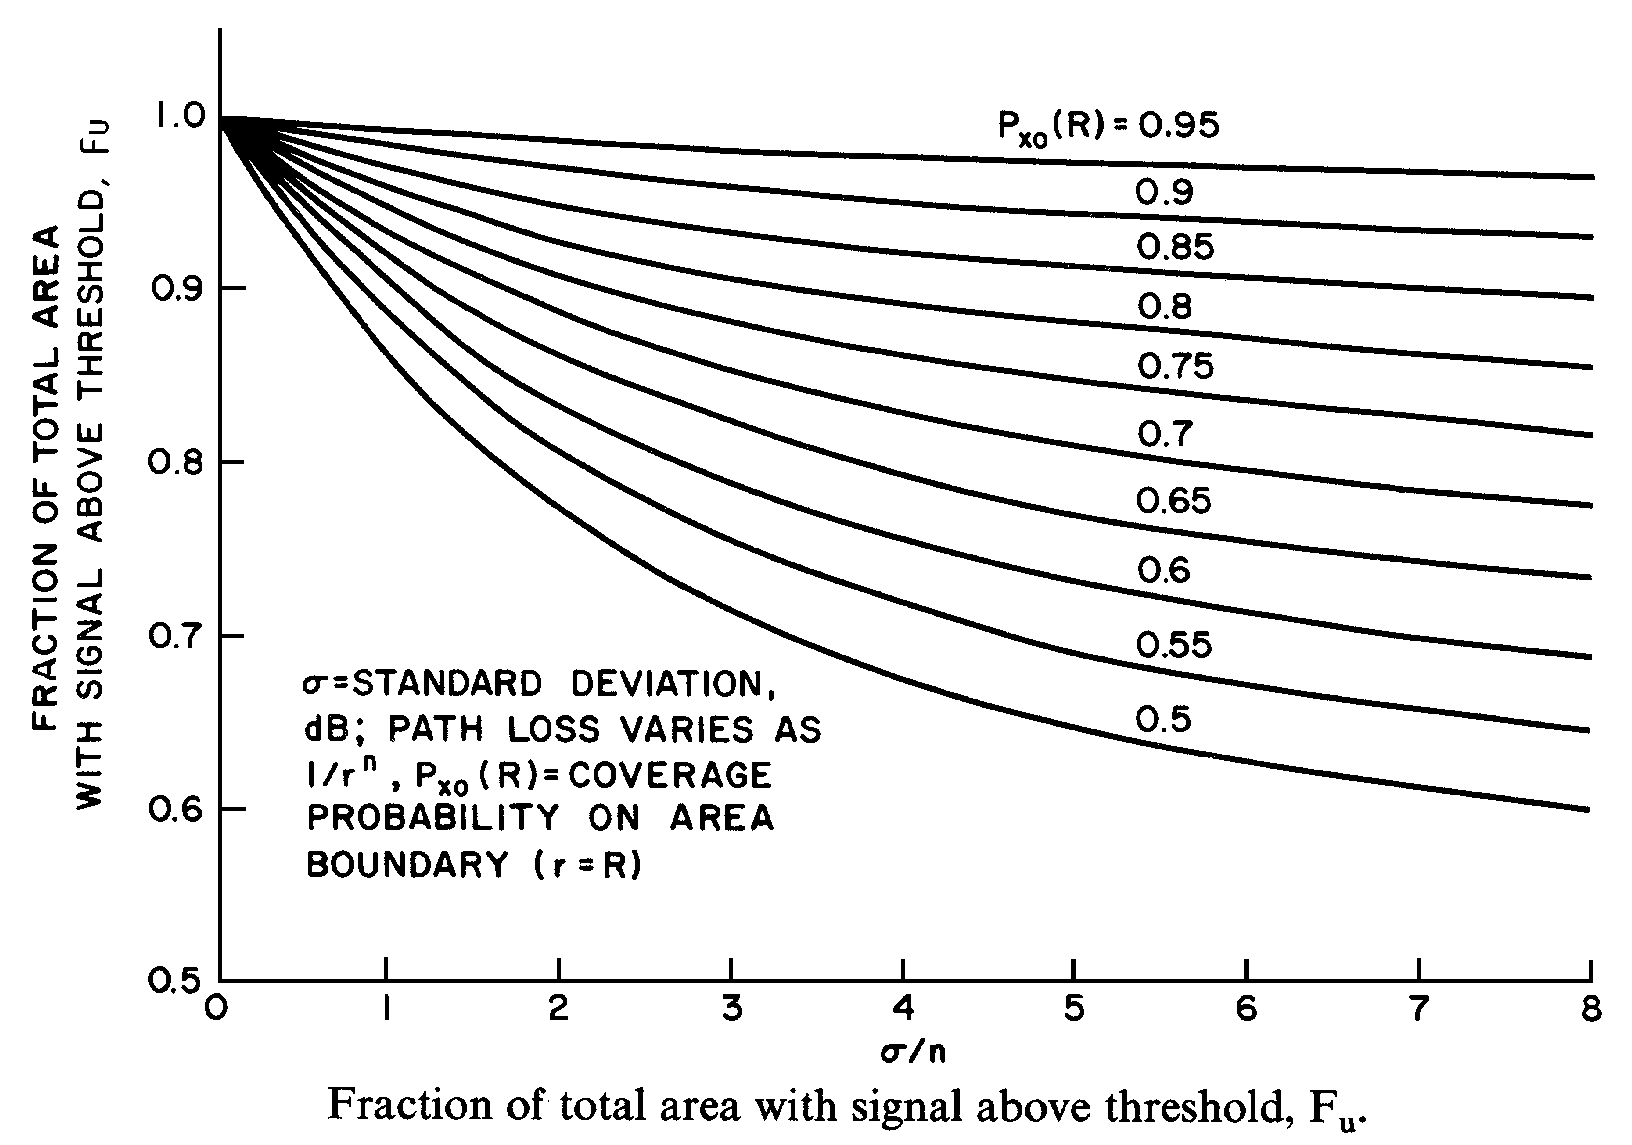 FRACTION OF TOTAL AREA
WITH SIGNAL ABOVE THRESHOLD, FU
1.0
0.9
0.8
0.7
0.6
0.5
Pxo(R) = 0.95
0.9
0.85
0.8
0.75
0.7
0.65
0.6
0.55
0.5
σ=STANDARD DEVIATION,
dB; PATH LOSS VARIES AS
1/rⁿ, Pxo(R)=COVERAGE
PROBABILITY ON AREA
BOUNDARY (r=R)
0 1 2 3 4 5 6 7 8
σ/n
Fraction of total area with signal above threshold, Fu.